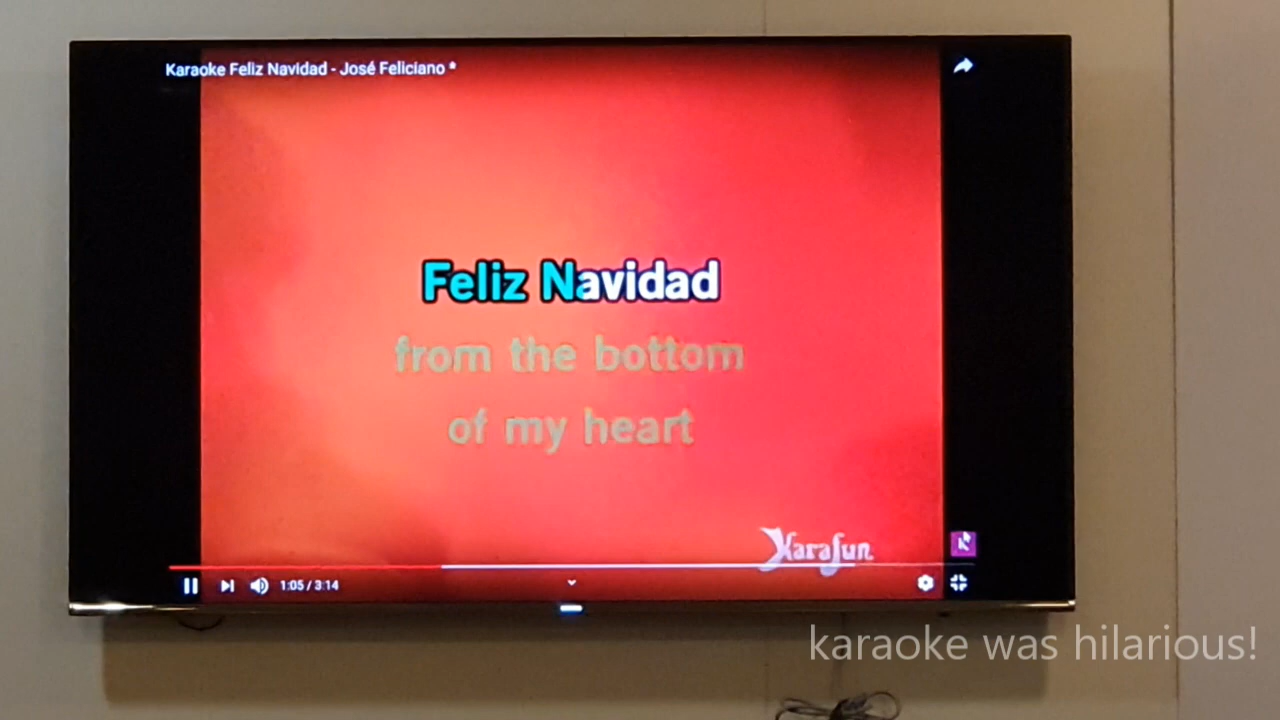 Karaoke Feliz Navidad - José Feliciano *
Feliz Navidad
from the bottom
of my heart
Karafun
1:05 / 3:14
karaoke was hilarious!